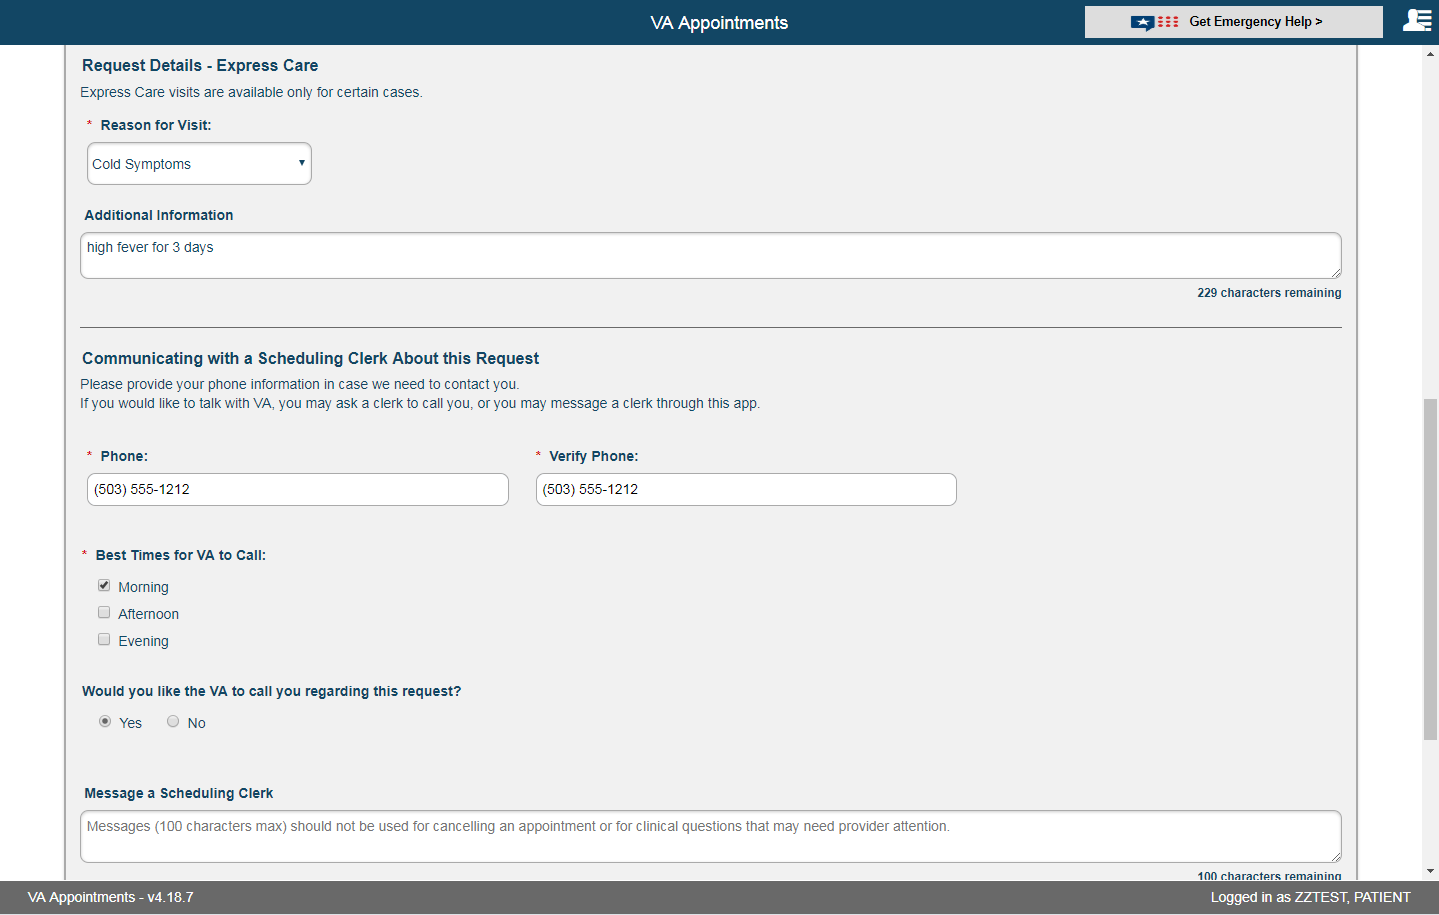 VA Appointments
Get Emergency Help >
Request Details - Express Care
Express Care visits are available only for certain cases.
* Reason for Visit:
Cold Symptoms
Additional Information
high fever for 3 days
229 characters remaining
Communicating with a Scheduling Clerk About this Request
Please provide your phone information in case we need to contact you.
If you would like to talk with VA, you may ask a clerk to call you, or you may message a clerk through this app.
* Phone:
* Verify Phone:
(503) 555-1212
(503) 555-1212
* Best Times for VA to Call:
Morning
Afternoon
Evening
Would you like the VA to call you regarding this request?
Yes
No
Message a Scheduling Clerk
Messages (100 characters max) should not be used for cancelling an appointment or for clinical questions that may need provider attention.
100 characters remaining
VA Appointments - v4.18.7
Logged in as ZZTEST, PATIENT